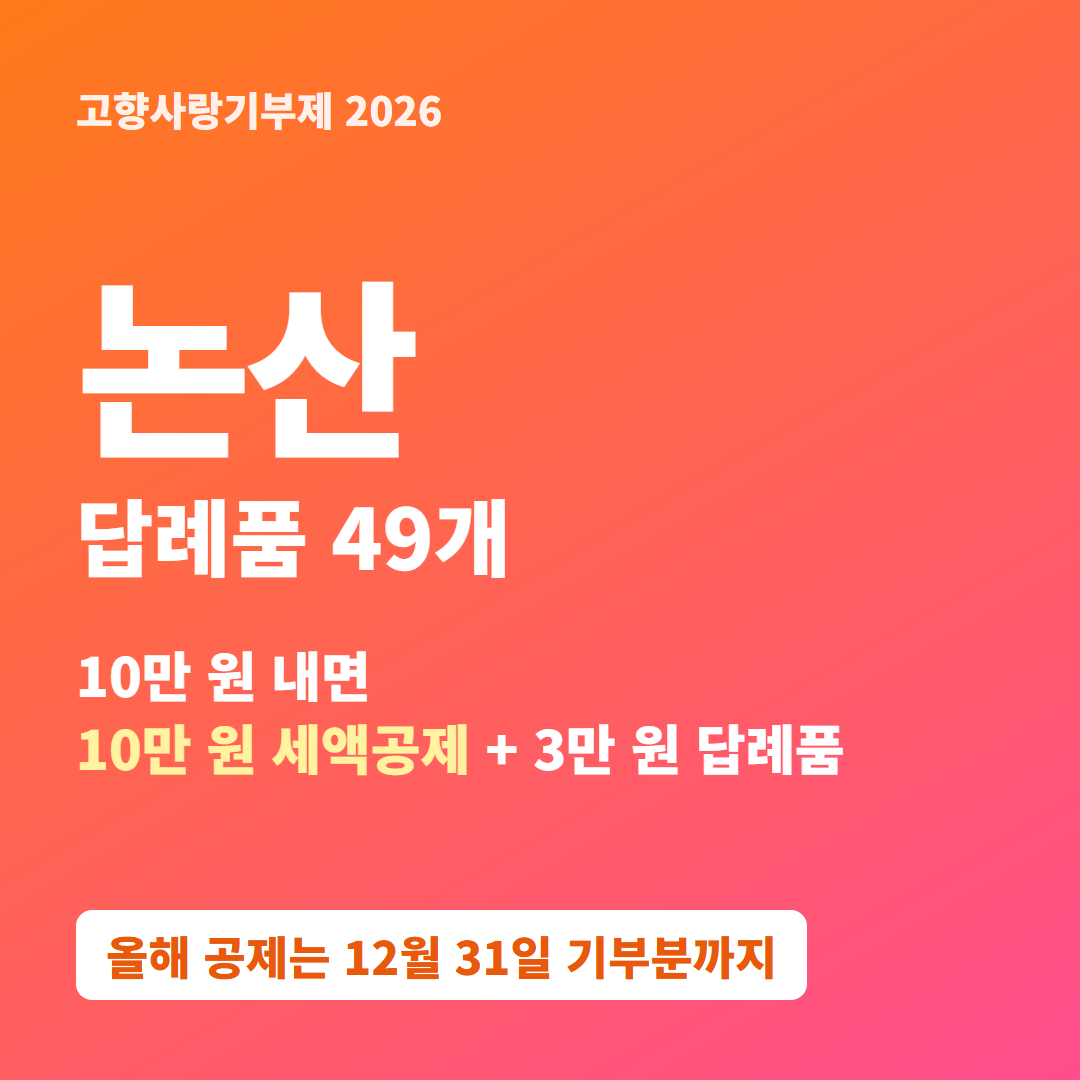 고향사랑기부제 2026
논산
답례품 49개
10만 원 내면
10만 원 세액공제 + 3만 원 답례품
올해 공제는 12월 31일 기부분까지